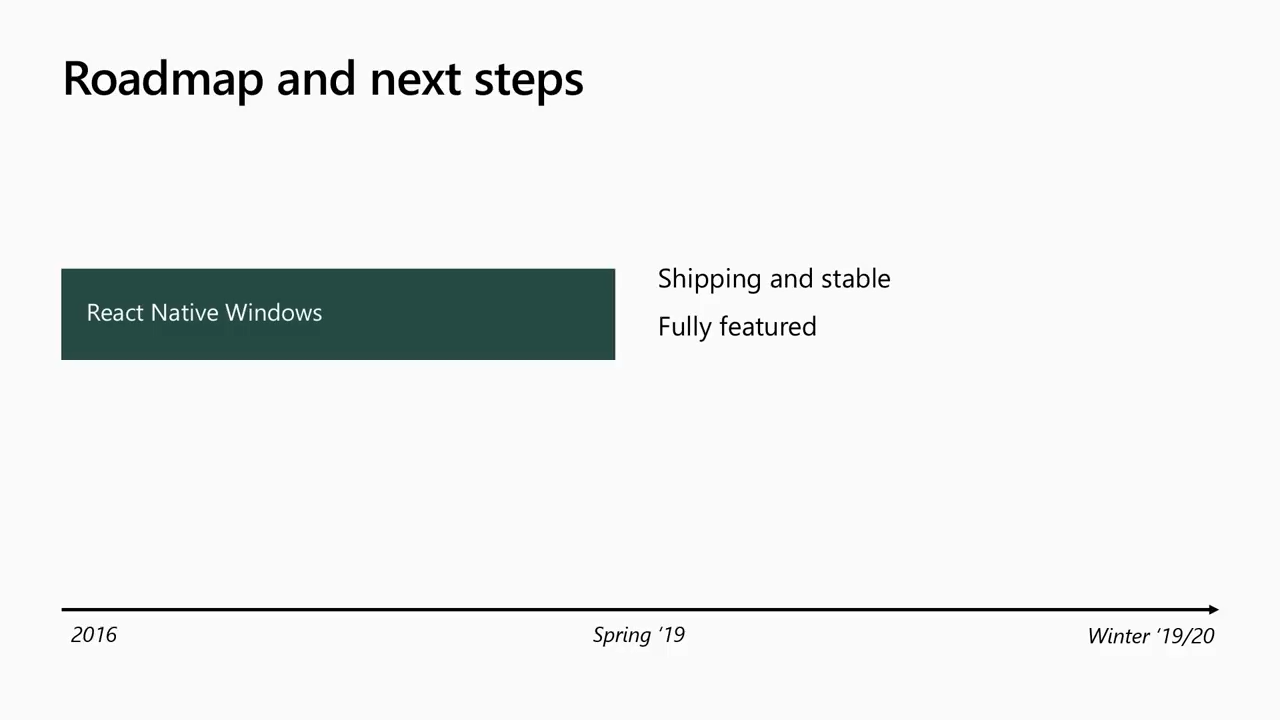 Roadmap and next steps
React Native Windows
Shipping and stable
Fully featured
2016
Spring ‘19
Winter ‘19/20